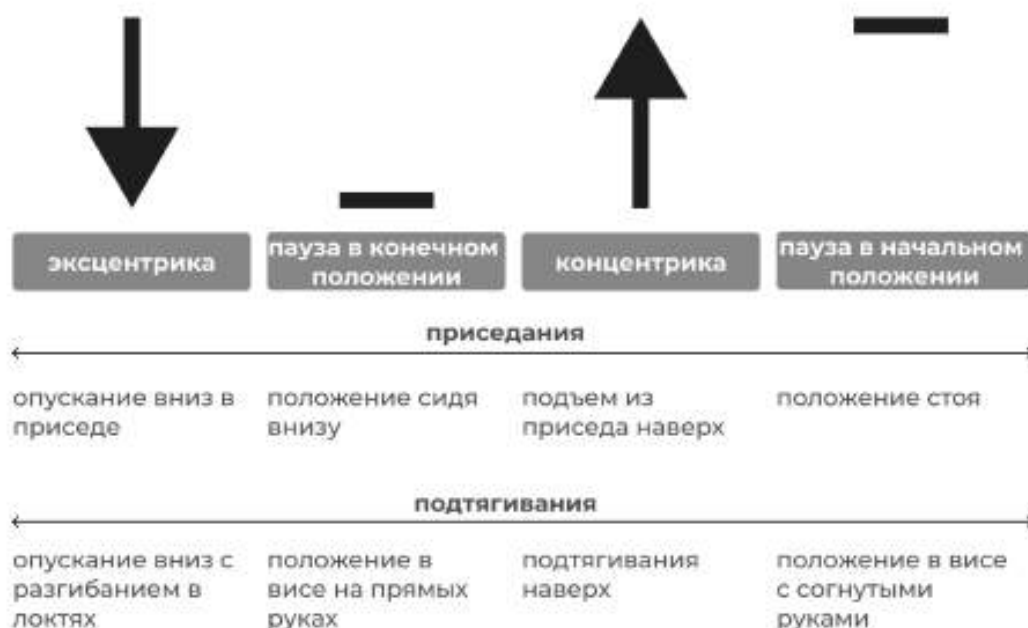 эксцентрика
пауза в конечном
положении
концентрика
пауза в начальном
положении
приседания
опускание вниз в
приседе
положение сидя
внизу
подъем из
приседа наверх
положение стоя
подтягивания
опускание вниз с
разгибанием в
локтях
положение в
висе на прямых
руках
подтягивания
наверх
положение в висе
с согнутыми
руками